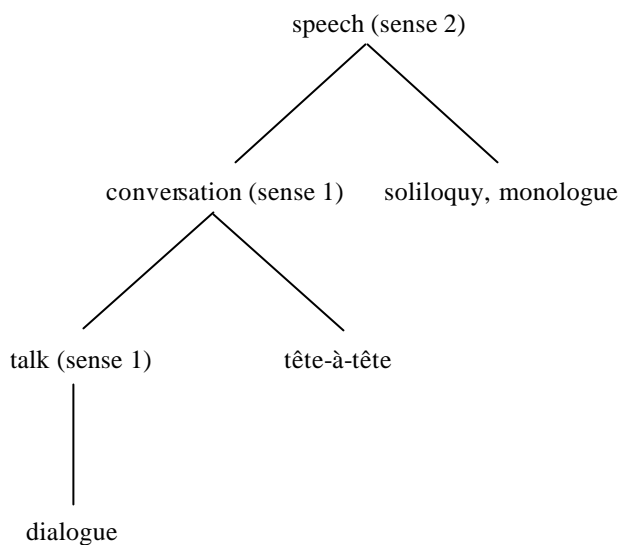 speech (sense 2)
conversation (sense 1)
soliloquy, monologue
talk (sense 1)
tête-à-tête
dialogue